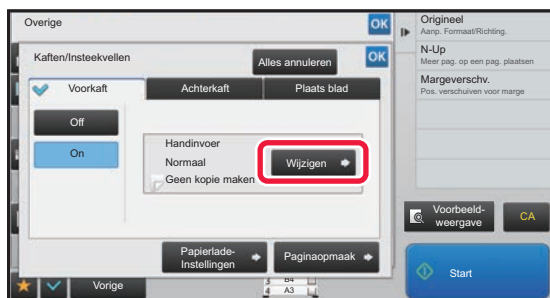 Overige
OK
Kaften/Insteekvellen
Alles annuleren
OK
Voorkaft
Achterkaft
Plaats blad
Off
On
Handinvoer
Normaal
Geen kopie maken
Wijzigen
Papierlade-
Instellingen
Paginaopmaak
Vorige
B4
A3
Origineel
Aanp. Formaat/Richting.
N-Up
Meer pag. op een pag. plaatsen
Margeverschv.
Pos. verschuiven voor marge
Voorbeeld-
weergave
CA
Start